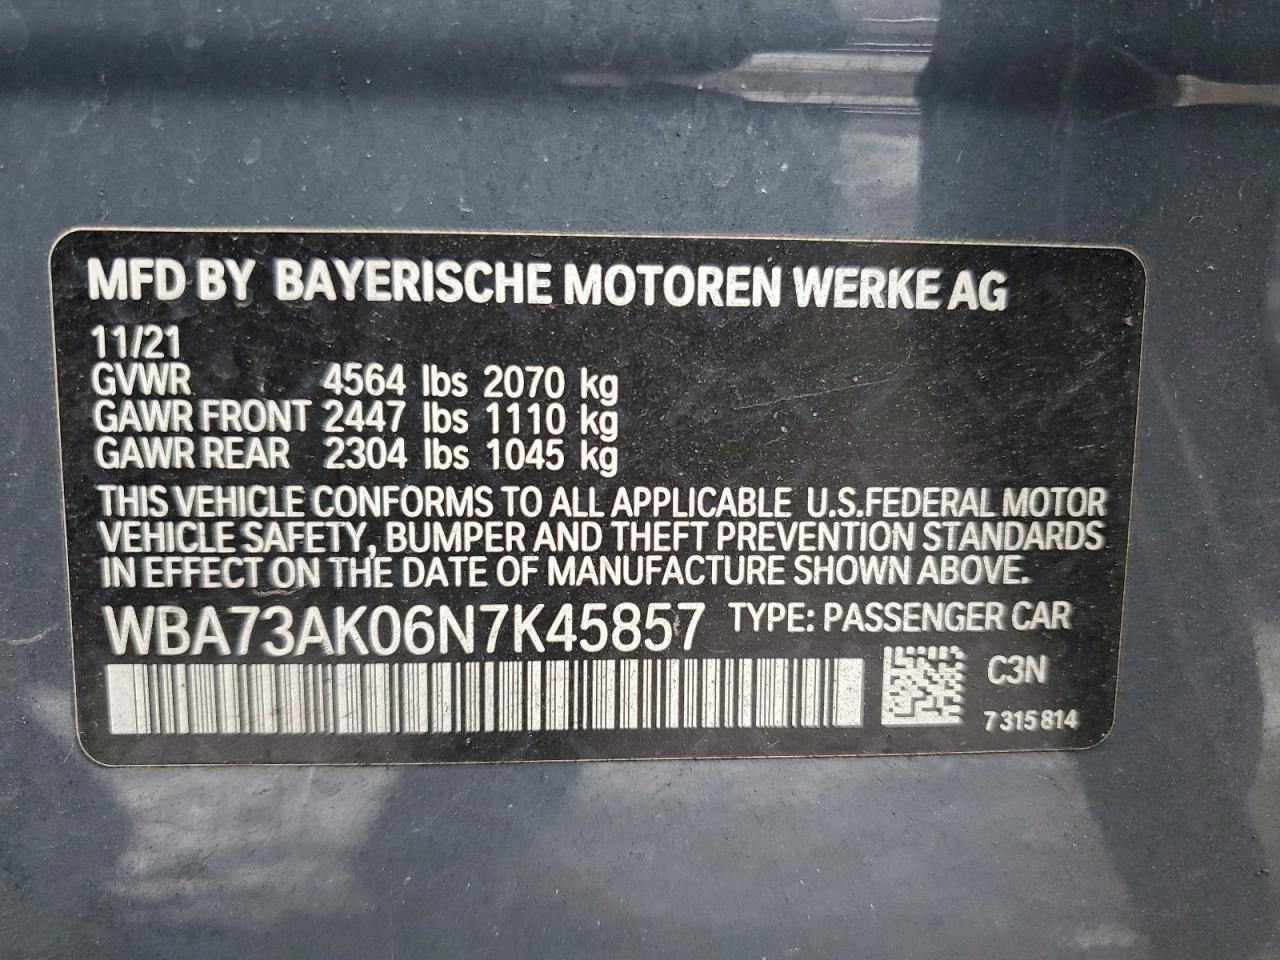 MFD BY BAYERISCHE MOTOREN WERKE AG
11/21
GVWR 4564 lbs 2070 kg
GAWR FRONT 2447 lbs 1110 kg
GAWR REAR 2304 lbs 1045 kg
THIS VEHICLE CONFORMS TO ALL APPLICABLE U.S.FEDERAL MOTOR
VEHICLE SAFETY, BUMPER AND THEFT PREVENTION STANDARDS
IN EFFECT ON THE DATE OF MANUFACTURE SHOWN ABOVE.
WBA73AK06N7K45857 TYPE: PASSENGER CAR
C3N
7 315 814